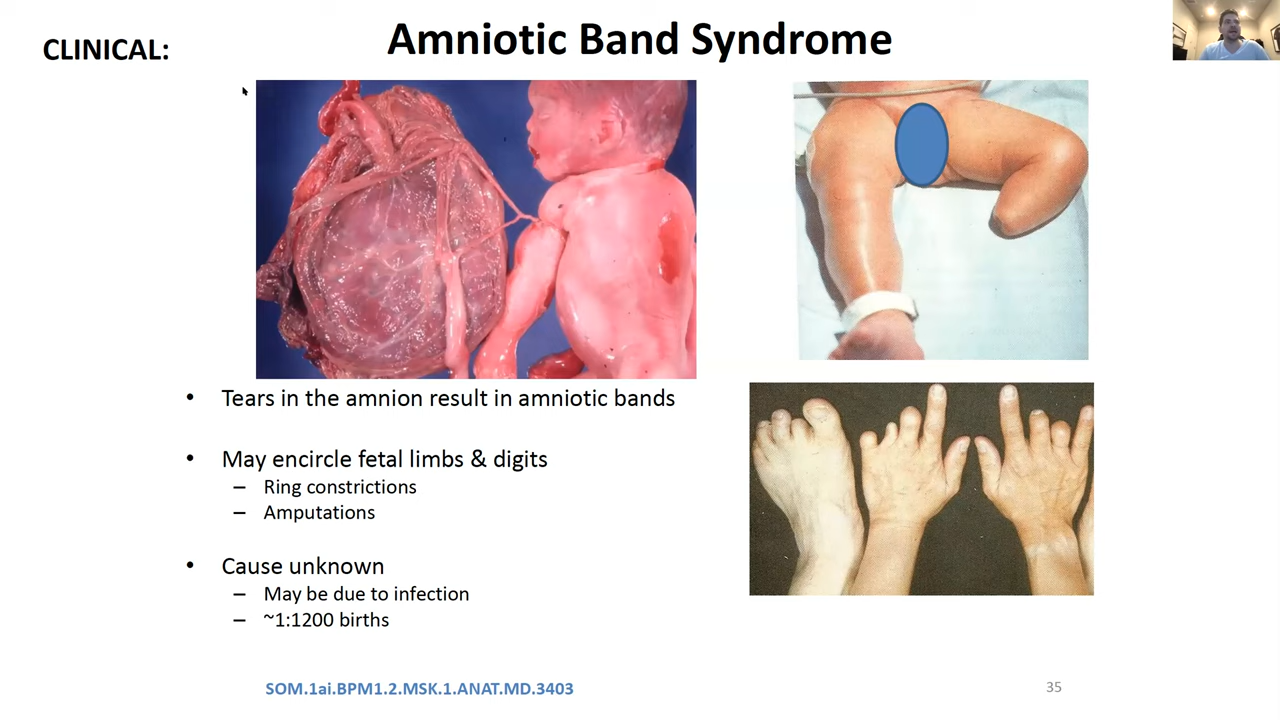 CLINICAL:
Amniotic Band Syndrome
• Tears in the amnion result in amniotic bands
• May encircle fetal limbs & digits
– Ring constrictions
– Amputations
• Cause unknown
– May be due to infection
– ~1:1200 births
SOM.1ai.BPM1.2.MSK.1.ANAT.MD.3403
35